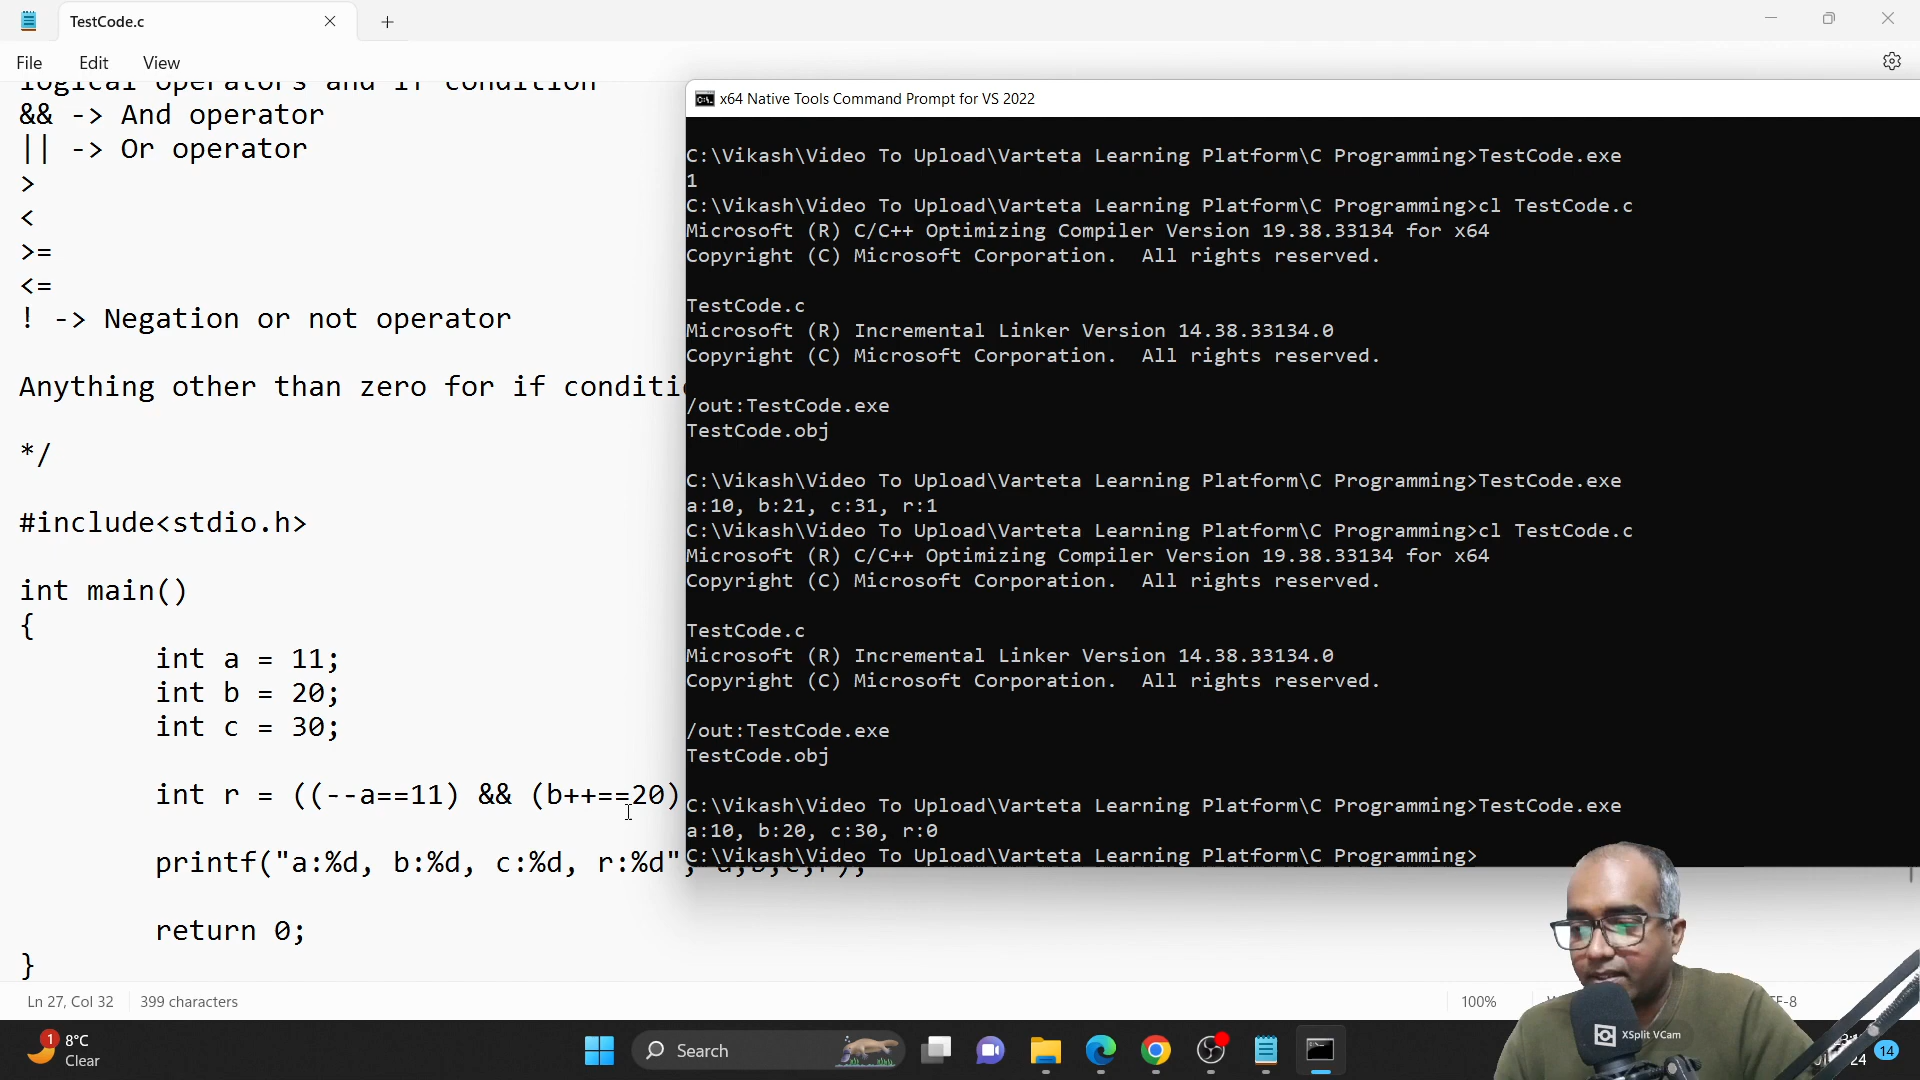 TestCode.c
File Edit View
logical operators and if condition
&& -> And operator
|| -> Or operator
>
<
>=
<=
! -> Negation or not operator
Anything other than zero for if conditi
*/
#include<stdio.h>
int main()
{
int a = 11;
int b = 20;
int c = 30;
int r = ((--a==11) && (b++==20)
printf("a:%d, b:%d, c:%d, r:%d", a,b,c,r);
return 0;
}
Ln 27, Col 32 399 characters 100%
x64 Native Tools Command Prompt for VS 2022
C:\Vikash\Video To Upload\Varteta Learning Platform\C Programming>TestCode.exe
1
C:\Vikash\Video To Upload\Varteta Learning Platform\C Programming>cl TestCode.c
Microsoft (R) C/C++ Optimizing Compiler Version 19.38.33134 for x64
Copyright (C) Microsoft Corporation.  All rights reserved.
TestCode.c
Microsoft (R) Incremental Linker Version 14.38.33134.0
Copyright (C) Microsoft Corporation.  All rights reserved.
/out:TestCode.exe
TestCode.obj
C:\Vikash\Video To Upload\Varteta Learning Platform\C Programming>TestCode.exe
a:10, b:21, c:31, r:1
C:\Vikash\Video To Upload\Varteta Learning Platform\C Programming>cl TestCode.c
Microsoft (R) C/C++ Optimizing Compiler Version 19.38.33134 for x64
Copyright (C) Microsoft Corporation.  All rights reserved.
TestCode.c
Microsoft (R) Incremental Linker Version 14.38.33134.0
Copyright (C) Microsoft Corporation.  All rights reserved.
/out:TestCode.exe
TestCode.obj
C:\Vikash\Video To Upload\Varteta Learning Platform\C Programming>TestCode.exe
a:10, b:20, c:30, r:0
C:\Vikash\Video To Upload\Varteta Learning Platform\C Programming>
XSplit VCam
1
8°C
Clear
Search
24
14